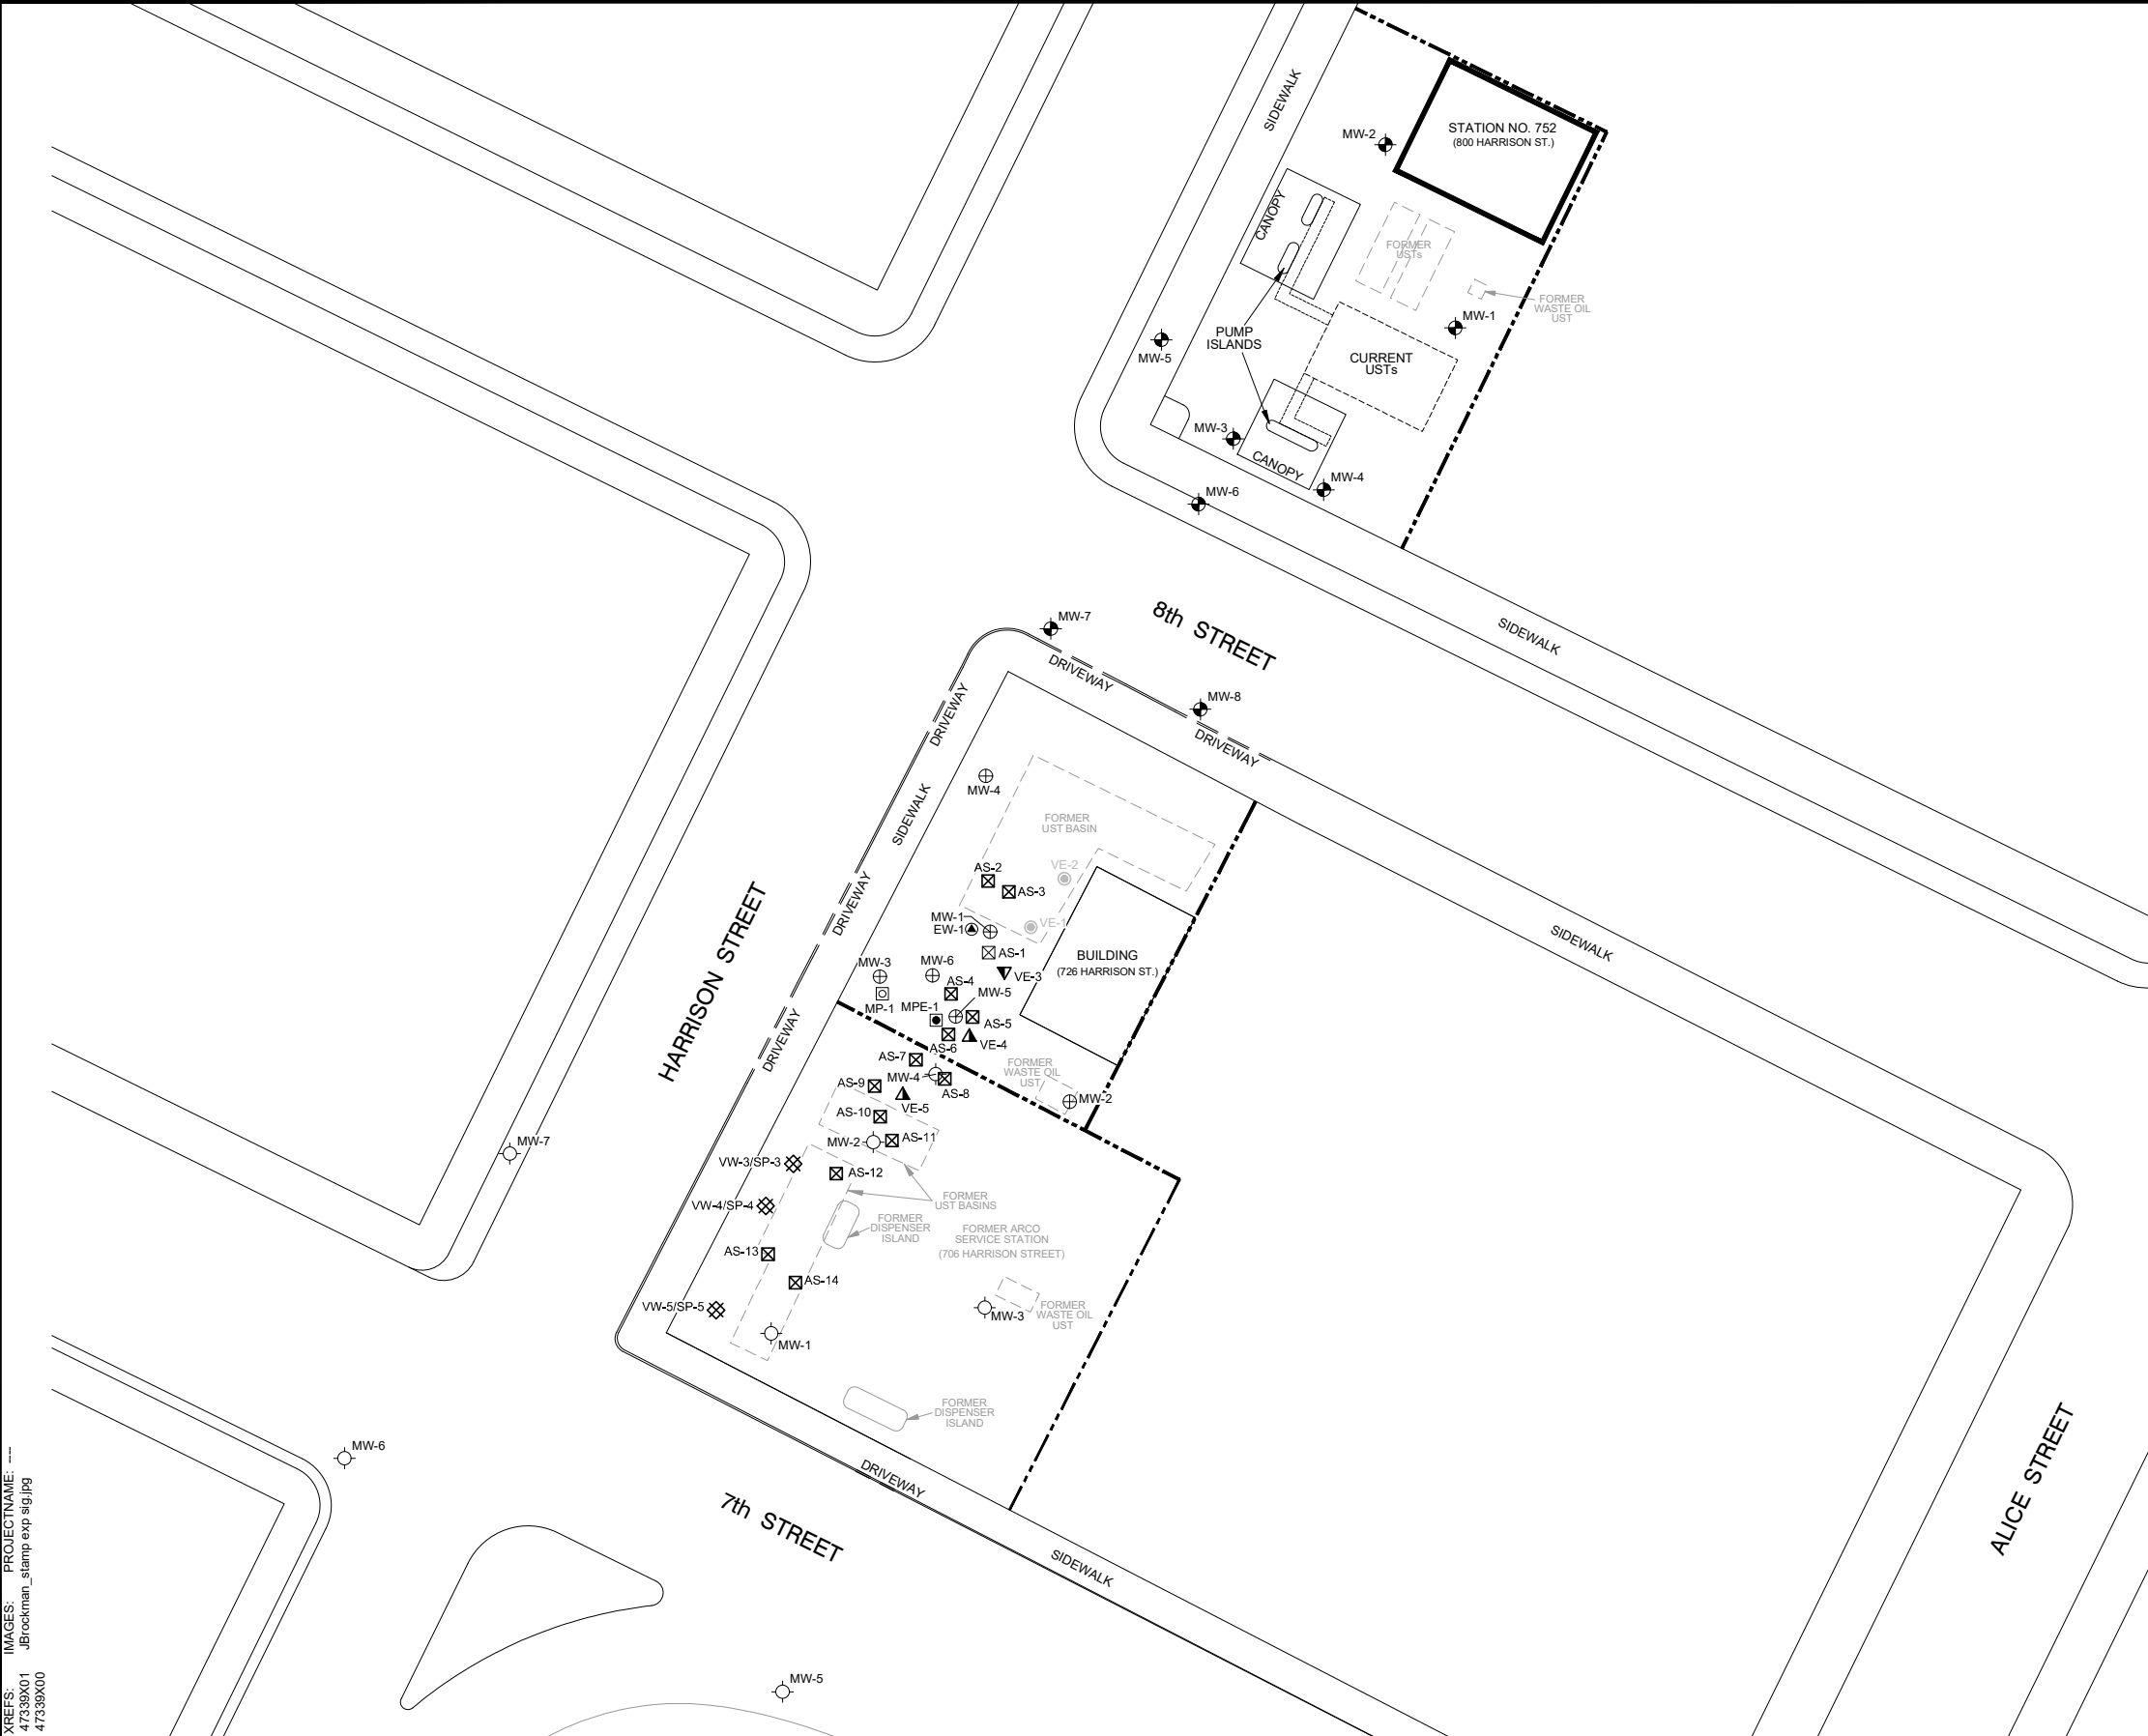 SIDEWALK
STATION NO. 752
(800 HARRISON ST.)
MW-2
CANOPY
FORMER
USTs
FORMER
WASTE OIL
UST
MW-1
PUMP
ISLANDS
MW-5
CURRENT
USTs
MW-3
CANOPY
MW-4
MW-6
8th STREET
SIDEWALK
MW-7
DRIVEWAY
MW-8
DRIVEWAY
DRIVEWAY
MW-4
SIDEWALK
FORMER
UST BASIN
AS-2
VE-2
AS-3
DRIVEWAY
MW-1
EW-1
VE-1
AS-1
BUILDING
(726 HARRISON ST.)
SIDEWALK
HARRISON STREET
MW-3
MW-6
VE-3
AS-4
MW-5
MP-1
MPE-1
AS-5
DRIVEWAY
AS-6
VE-4
AS-7
FORMER
WASTE OIL
UST
MW-4
AS-9
AS-8
MW-2
VE-5
AS-10
MW-2
AS-11
MW-7
VW-3/SP-3
AS-12
VW-4/SP-4
FORMER
UST BASINS
FORMER
DISPENSER
ISLAND
FORMER ARCO
SERVICE STATION
(706 HARRISON STREET)
AS-13
AS-14
VW-5/SP-5
MW-3
FORMER
WASTE OIL
UST
MW-1
FORMER
DISPENSER
ISLAND
MW-6
DRIVEWAY
7th STREET
SIDEWALK
ALICE STREET
MW-5
XREFS: IMAGES: PROJECTNAME: ----
47339X01 JBrockman_stamp exp sig.jpg
47339X00